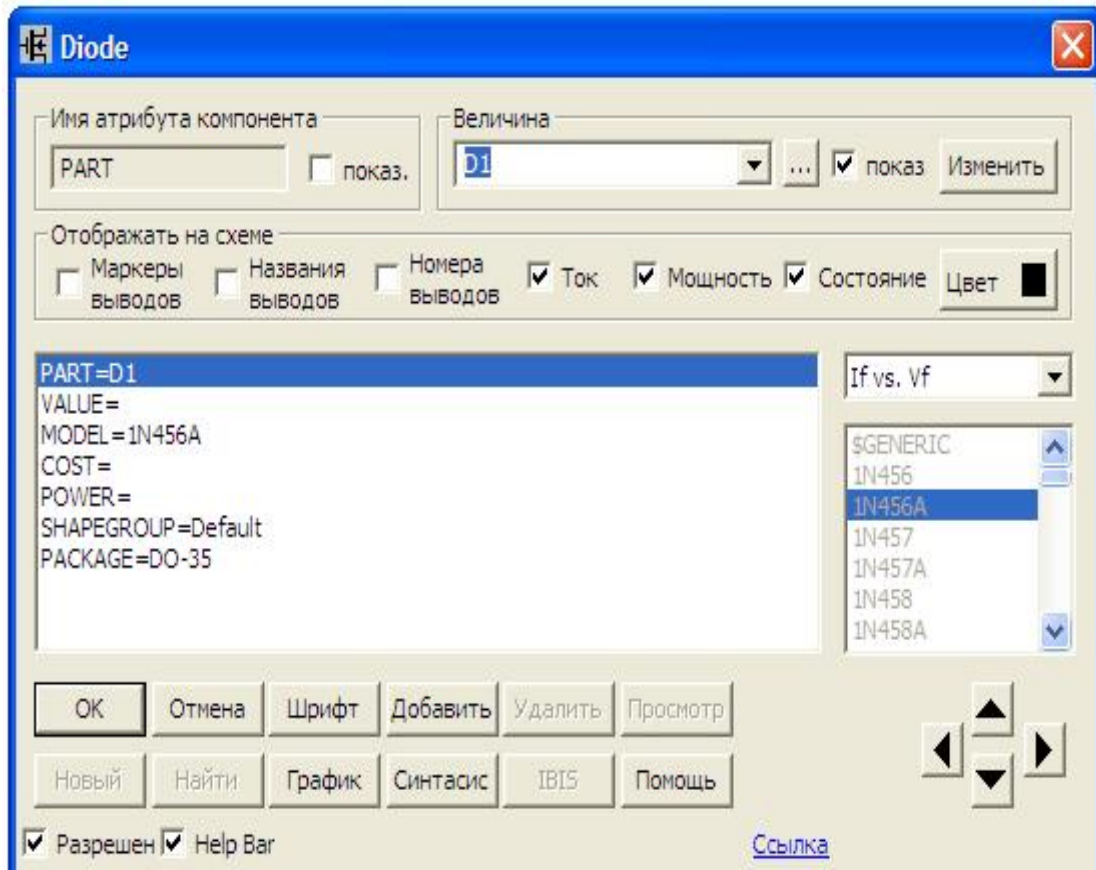 Diode
Имя атрибута компонента
Величина
PART
показ.
D1
...
показ
Изменить
Отображать на схеме
Маркеры выводов
Названия выводов
Номера выводов
Ток
Мощность
Состояние
Цвет
PART=D1
VALUE=
MODEL=1N456A
COST=
POWER=
SHAPEGROUP=Default
PACKAGE=DO-35
If vs. Vf
$GENERIC
1N456
1N456A
1N457
1N457A
1N458
1N458A
OK
Отмена
Шрифт
Добавить
Удалить
Просмотр
Новый
Найти
График
Синтасис
IBIS
Помощь
Разрешен
Help Bar
Ссылка